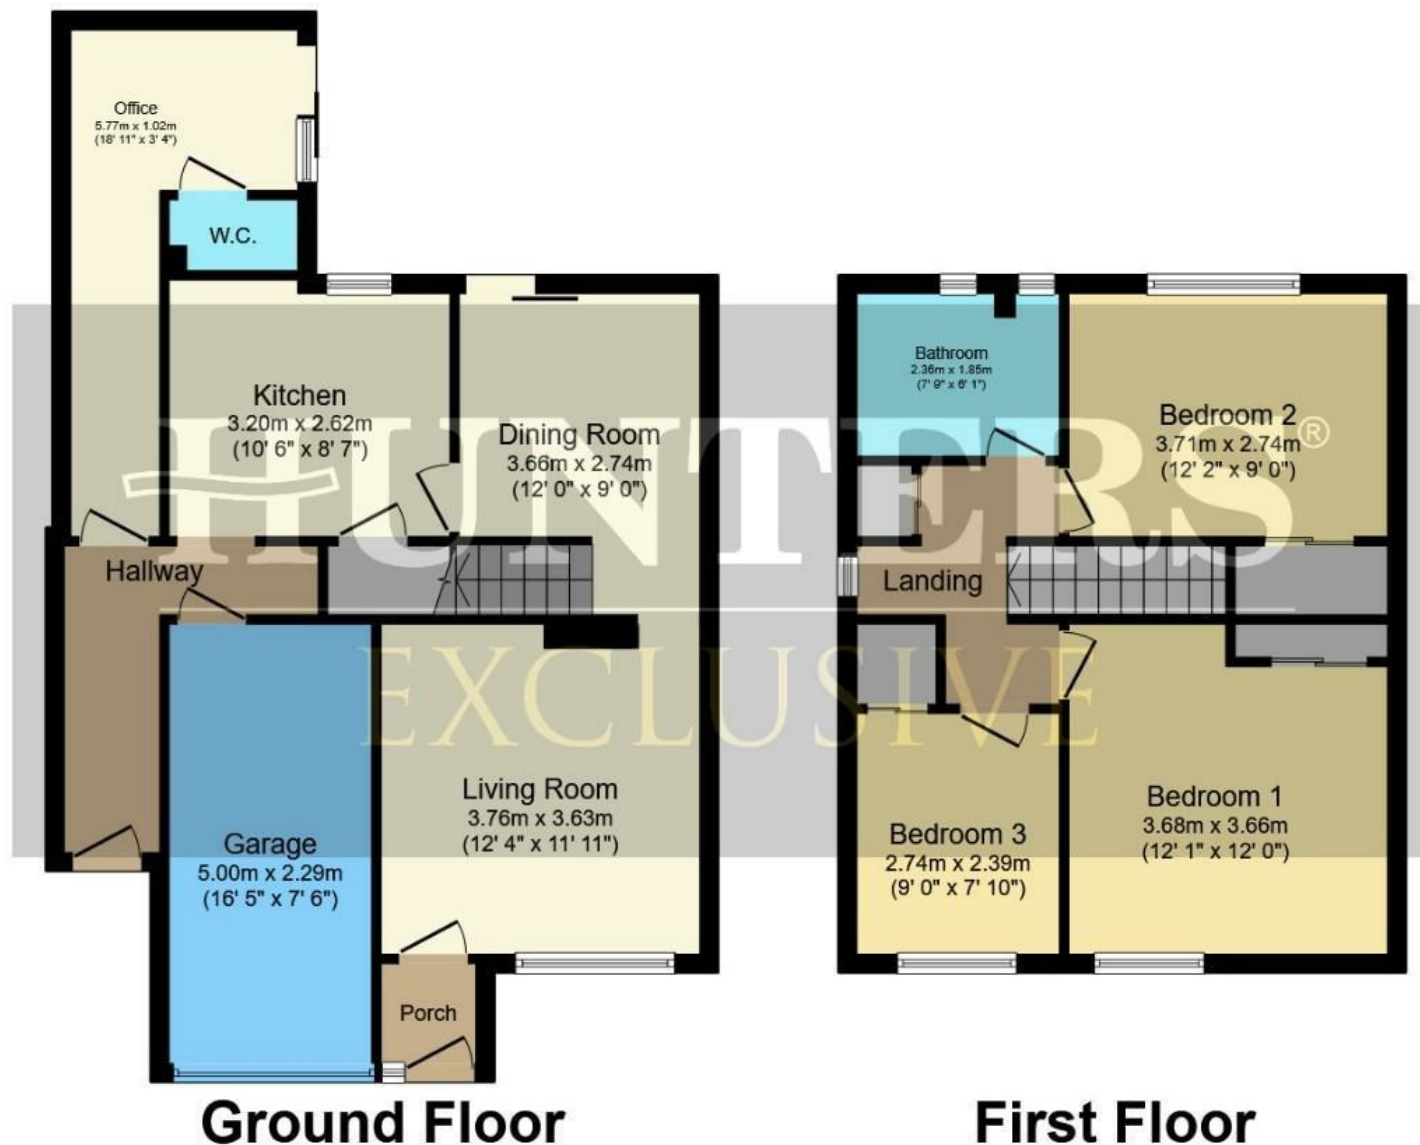 Office
5.77m x 1.02m
(18' 11" x 3' 4")
W.C.
Kitchen
3.20m x 2.62m
(10' 6" x 8' 7")
Dining Room
3.66m x 2.74m
(12' 0" x 9' 0")
Hallway
Garage
5.00m x 2.29m
(16' 5" x 7' 6")
Living Room
3.76m x 3.63m
(12' 4" x 11' 11")
Porch
Ground Floor
Bathroom
2.36m x 1.85m
(7' 9" x 6' 1")
Bedroom 2
3.71m x 2.74m
(12' 2" x 9' 0")
Landing
Bedroom 1
3.68m x 3.66m
(12' 1" x 12' 0")
Bedroom 3
2.74m x 2.39m
(9' 0" x 7' 10")
First Floor
HUNTERS®
EXCLUSIVE